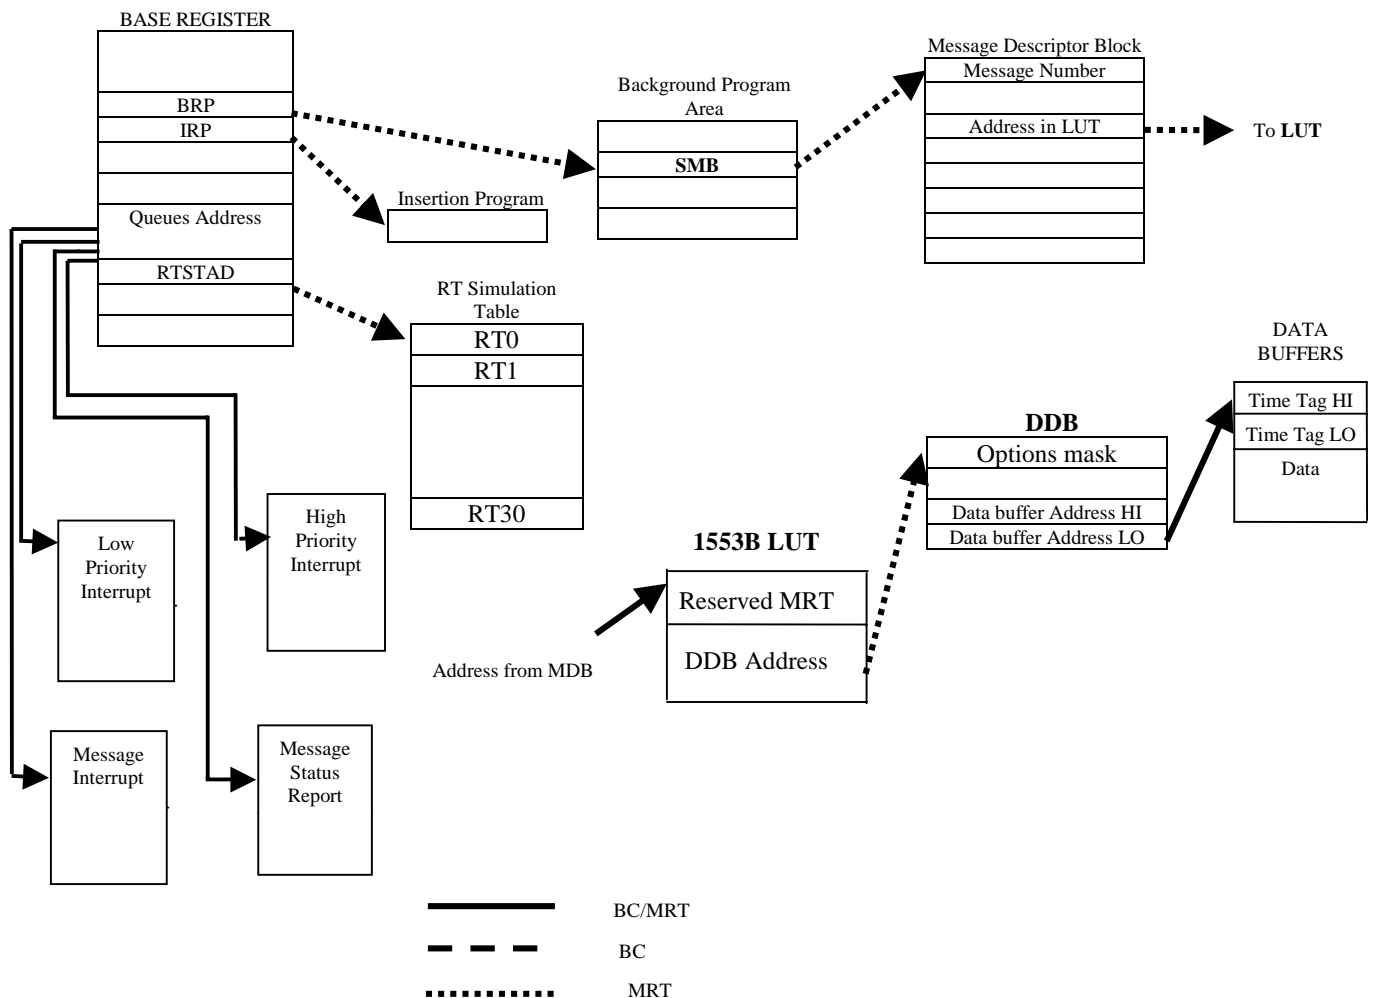 BASE REGISTER
BRP
IRP
Queues Address
RTSTAD
Background Program
Area
SMB
Message Descriptor Block
Message Number
Address in LUT
To LUT
Insertion Program
RT Simulation
Table
RT0
RT1
RT30
DATA
BUFFERS
Time Tag HI
Time Tag LO
Data
DDB
Options mask
Data buffer Address HI
Data buffer Address LO
1553B LUT
Reserved MRT
DDB Address
Address from MDB
Low
Priority
Interrupt
High
Priority
Interrupt
Message
Interrupt
Message
Status
Report
BC/MRT
BC
MRT